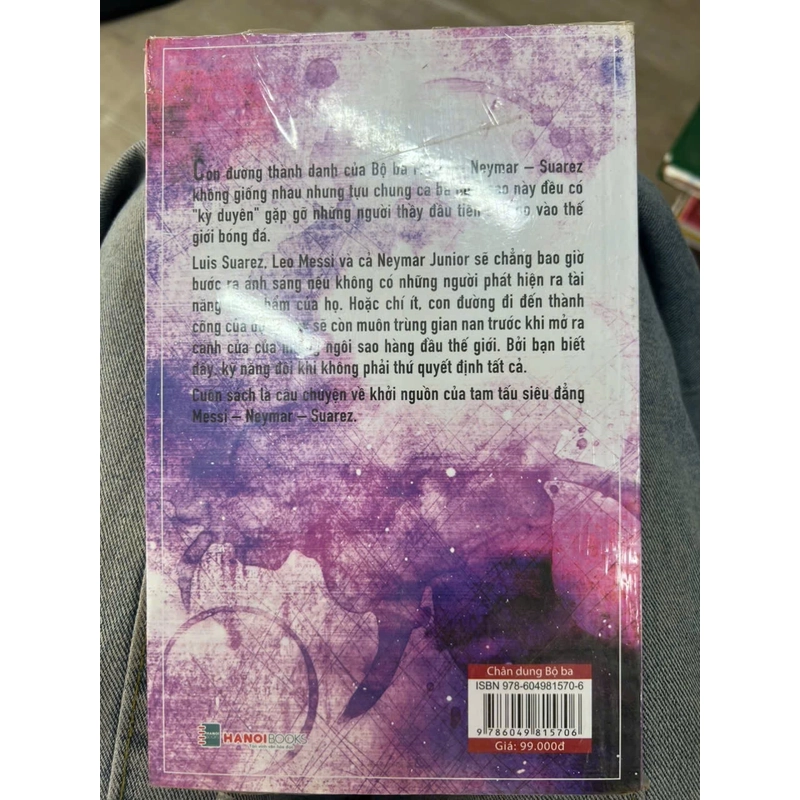 Con đường thành danh của Bộ ba Neymar – Suarez
không giống nhau nhưng tựu chung cả ba này đều có
"kỳ duyên" gặp gỡ những người thầy đầu tiên vào thế
giới bóng đá.
Luis Suarez, Leo Messi và cả Neymar Junior sẽ chẳng bao giờ
bước ra ánh sáng nếu không có những người phát hiện ra tài
năng của họ. Hoặc chí ít, con đường đi đến thành
công của sẽ còn muôn trùng gian nan trước khi mở ra
cánh cửa của ngôi sao hàng đầu thế giới. Bởi bạn biết
đấy, kỹ năng đôi khi không phải thứ quyết định tất cả.
Cuốn sách là câu chuyện về khởi nguồn của tam tấu siêu đẳng
Messi – Neymar – Suarez.
Chân dung Bộ ba
ISBN 978-604981570-6
9 786049 815706
Giá: 99.000đ
HANOIBOOKS